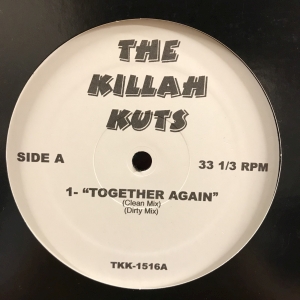 THE
KILLAH
KUTS
SIDE A
33 1/3 RPM
1- “TOGETHER AGAIN”
(Clean Mix)
(Dirty Mix)
TKK-1516A